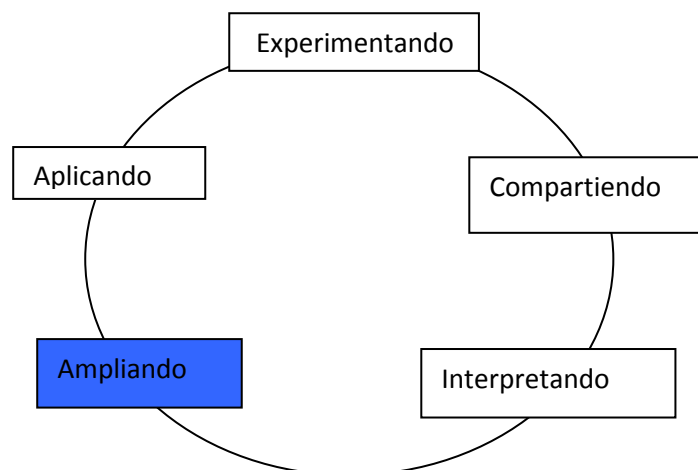 Experimentando
Aplicando
Compartiendo
Ampliando
Interpretando